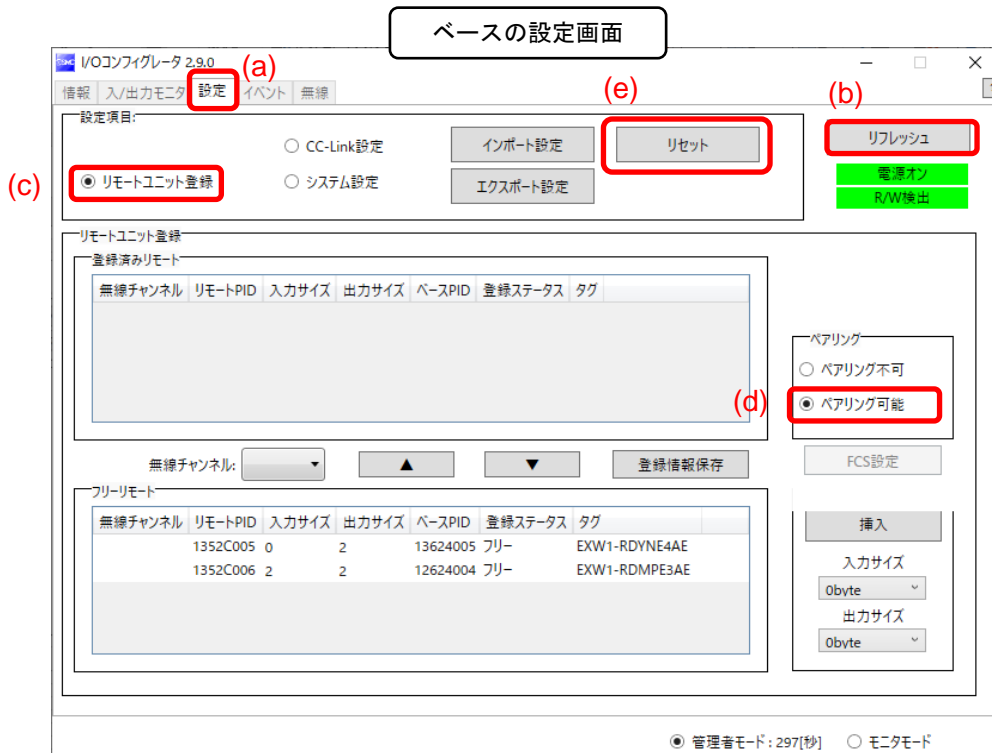 ベースの設定画面
SMC I/Oコンフィグレータ 2.9.0
(a)
情報 入/出力モニタ 設定 イベント 無線
(e)
(b)
設定項目:
CC-Link設定 インポート設定 リセット リフレッシュ
(c) リモートユニット登録 システム設定 エクスポート設定 電源オン
R/W検出
リモートユニット登録
登録済みリモート
無線チャンネル リモートPID 入力サイズ 出力サイズ ベースPID 登録ステータス タグ
ペアリング
ペアリング不可
(d) ペアリング可能
無線チャンネル: ▲ ▼ 登録情報保存 FCS設定
フリーリモート
無線チャンネル リモートPID 入力サイズ 出力サイズ ベースPID 登録ステータス タグ
挿入
1352C005 0 2 13624005 フリー EXW1-RDYNE4AE
1352C006 2 2 12624004 フリー EXW1-RDMPE3AE
入力サイズ
0byte
出力サイズ
0byte
管理者モード : 297[秒] モニタモード